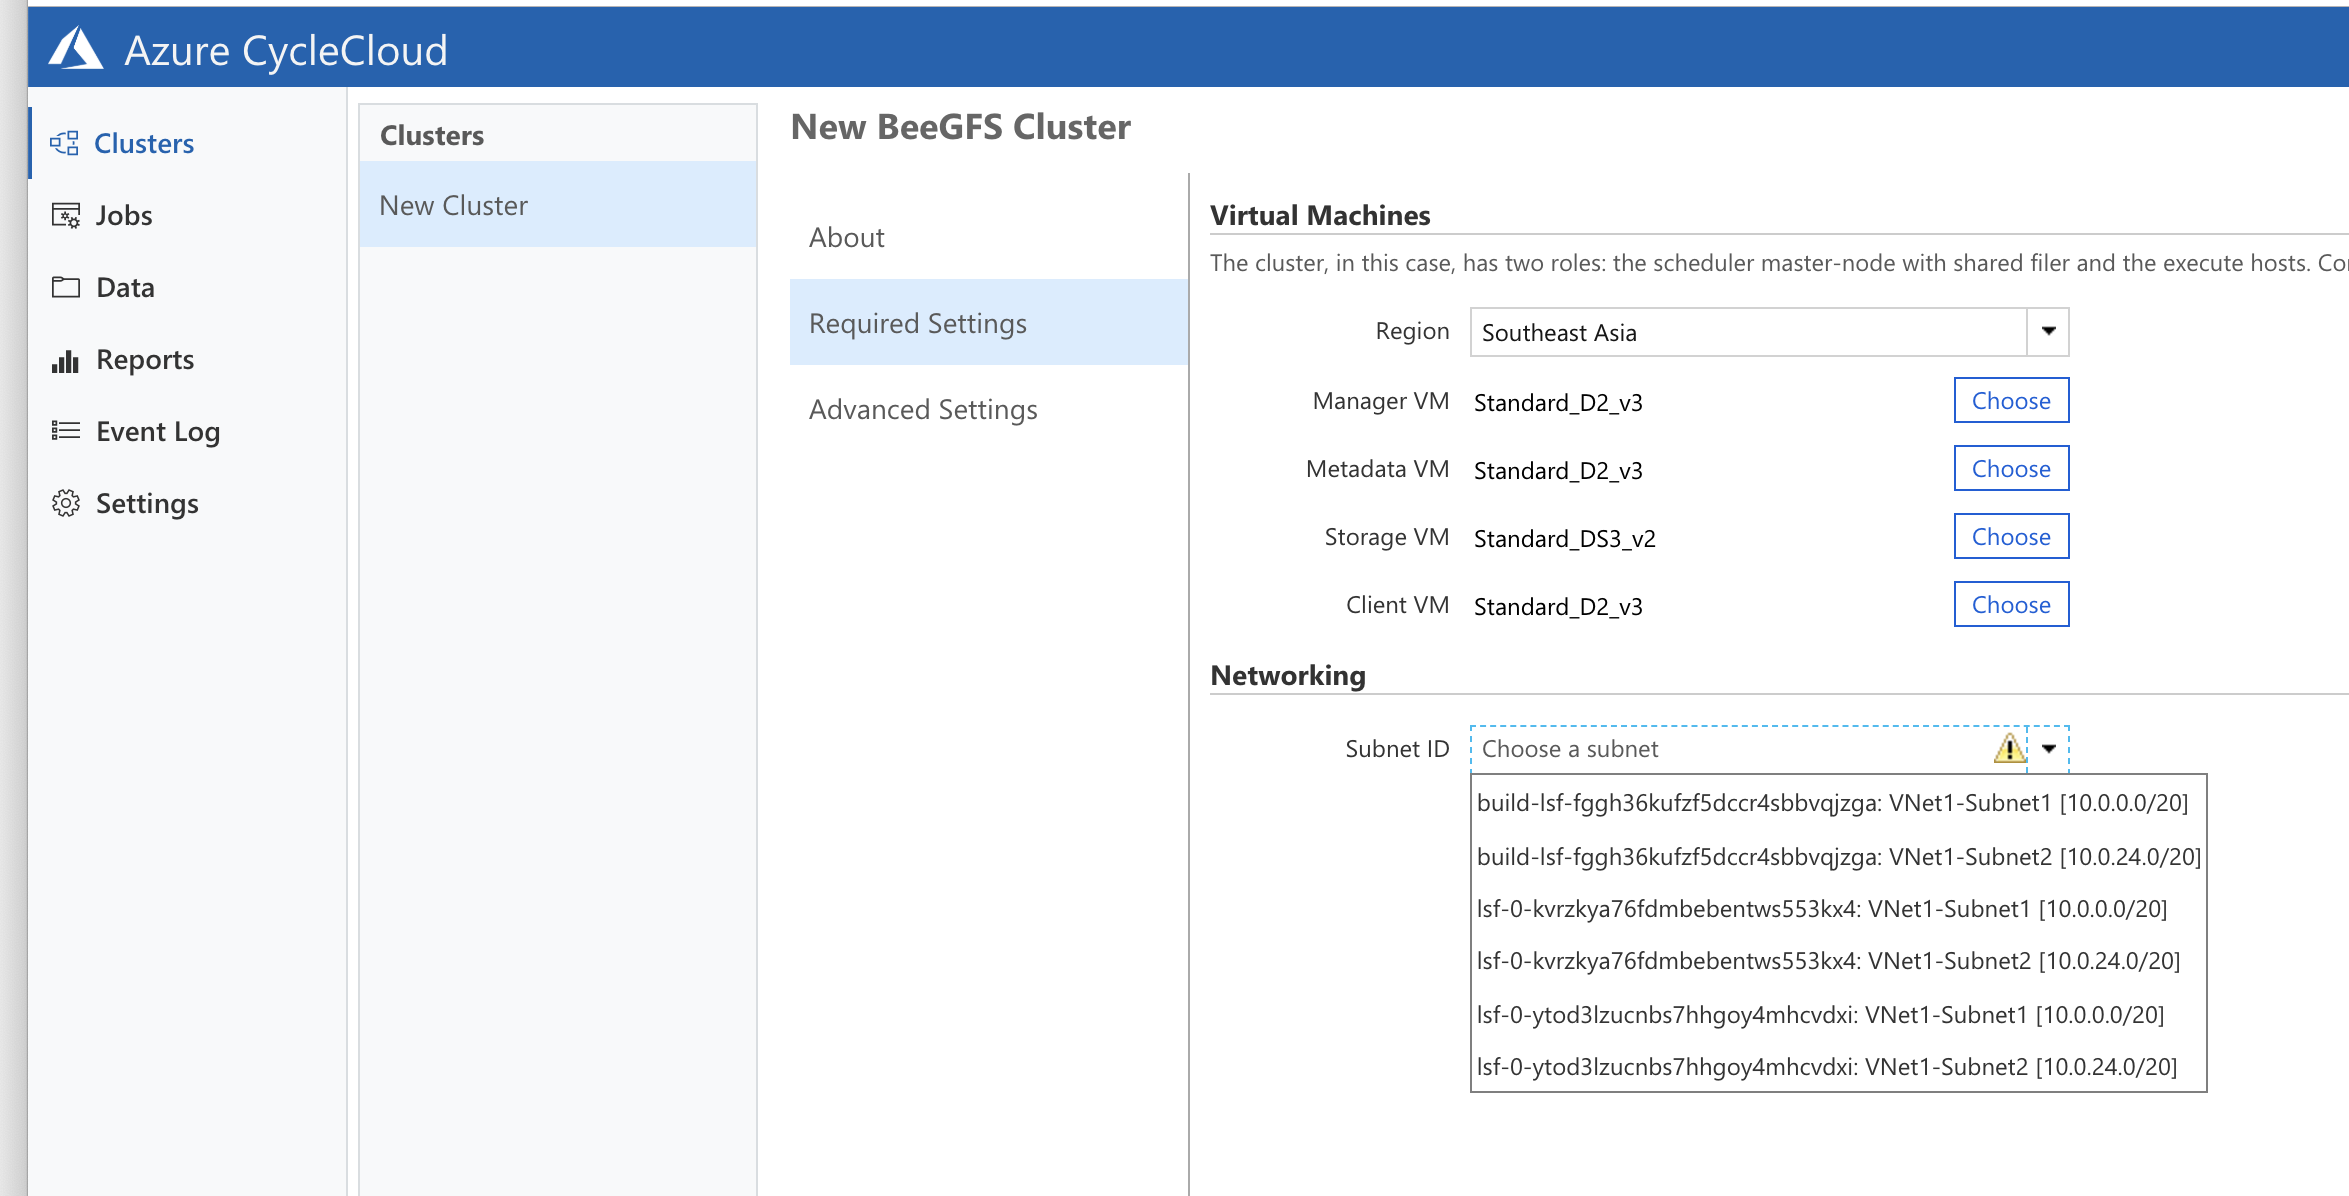 Azure CycleCloud
Clusters
Jobs
Data
Reports
Event Log
Settings
Clusters
New Cluster
New BeeGFS Cluster
About
Required Settings
Advanced Settings
Virtual Machines
The cluster, in this case, has two roles: the scheduler master-node with shared filer and the execute hosts.
Region Southeast Asia
Manager VM Standard_D2_v3 Choose
Metadata VM Standard_D2_v3 Choose
Storage VM Standard_DS3_v2 Choose
Client VM Standard_D2_v3 Choose
Networking
Subnet ID Choose a subnet
build-lsf-fggh36kufzf5dccr4sbbvqjzga: VNet1-Subnet1 [10.0.0.0/20]
build-lsf-fggh36kufzf5dccr4sbbvqjzga: VNet1-Subnet2 [10.0.24.0/20]
lsf-0-kvrzkya76fdmbebentws553kx4: VNet1-Subnet1 [10.0.0.0/20]
lsf-0-kvrzkya76fdmbebentws553kx4: VNet1-Subnet2 [10.0.24.0/20]
lsf-0-ytod3lzucnbs7hhgoy4mhcvdxi: VNet1-Subnet1 [10.0.0.0/20]
lsf-0-ytod3lzucnbs7hhgoy4mhcvdxi: VNet1-Subnet2 [10.0.24.0/20]